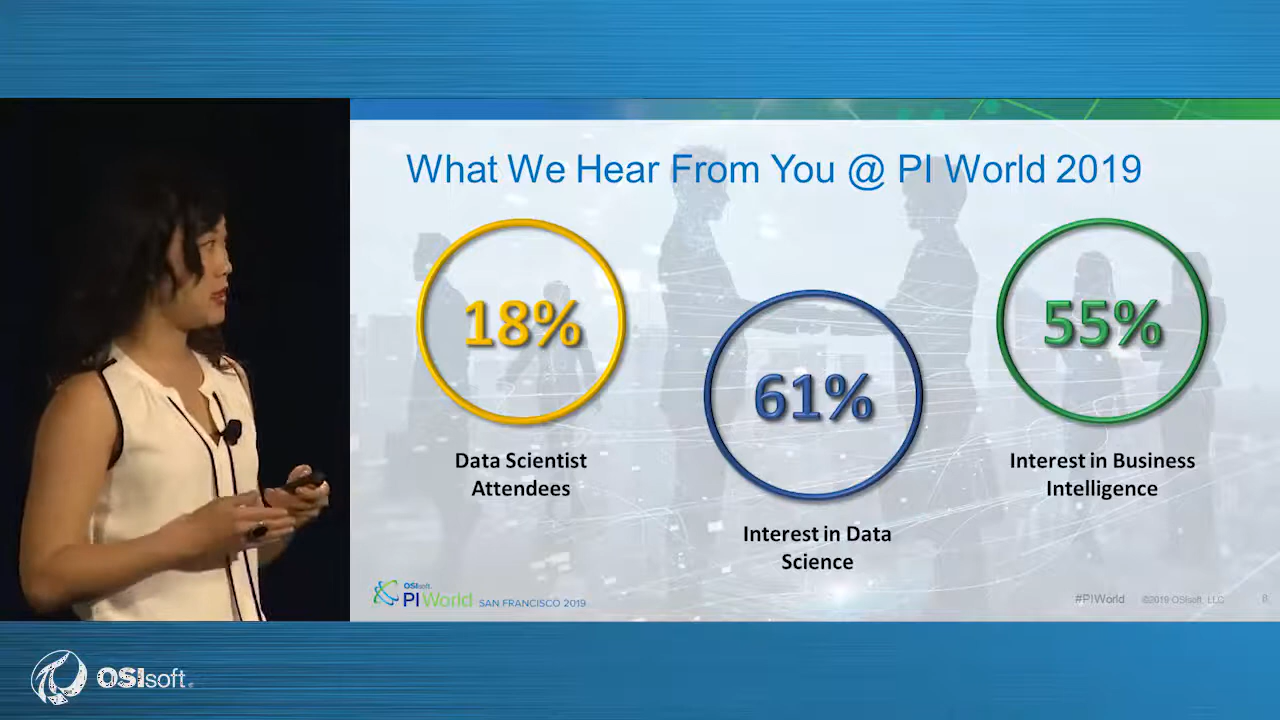 What We Hear From You @ PI World 2019
18%
61%
55%
Data Scientist
Attendees
Interest in Data
Science
Interest in Business
Intelligence
OSIsoft.
PI World SAN FRANCISCO 2019
#PIWorld ©2019 OSIsoft, LLC 8
OSIsoft.